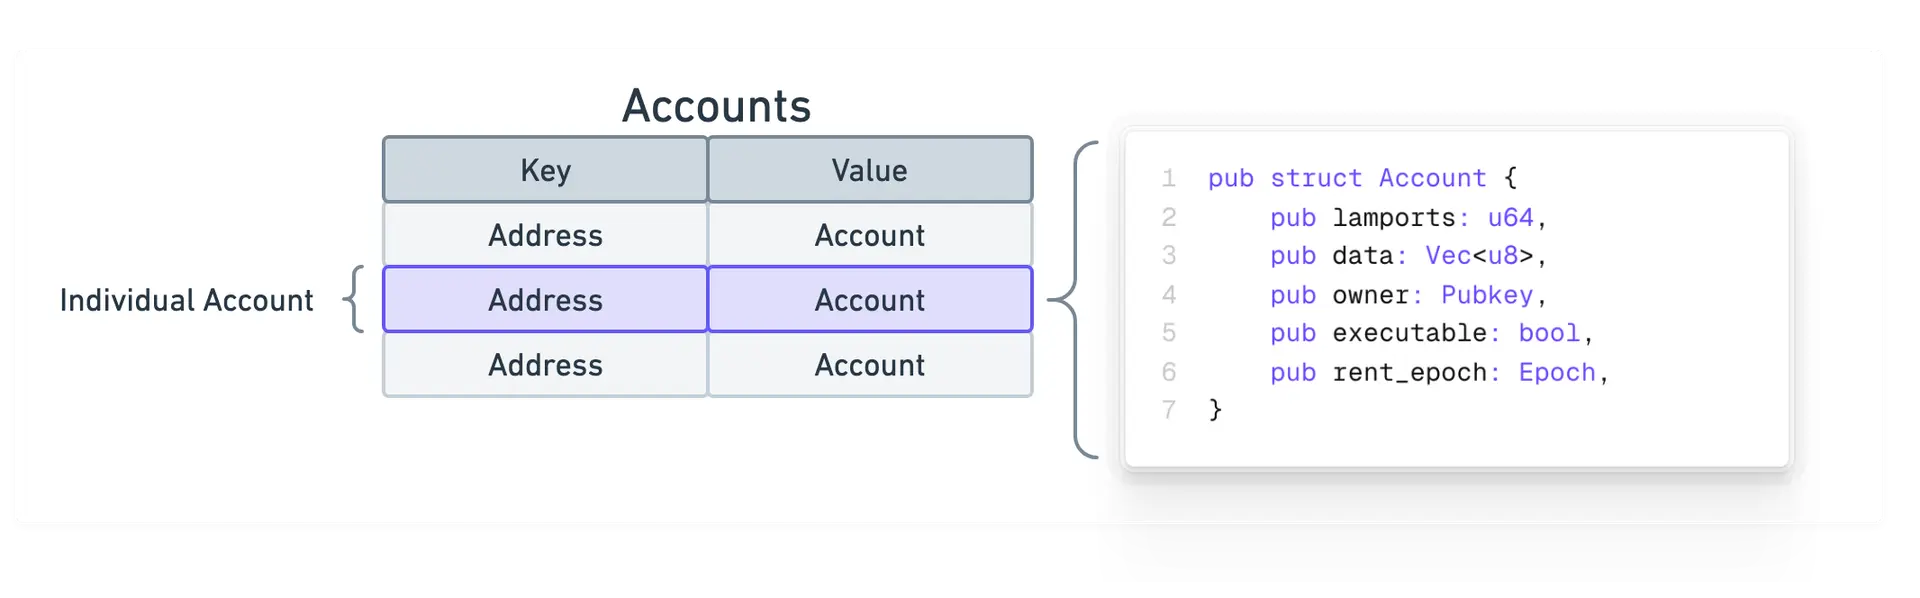 Accounts
Key Value
Address Account
Individual Account Address Account
Address Account
1 pub struct Account {
2 pub lamports: u64,
3 pub data: Vec<u8>,
4 pub owner: Pubkey,
5 pub executable: bool,
6 pub rent_epoch: Epoch,
7 }